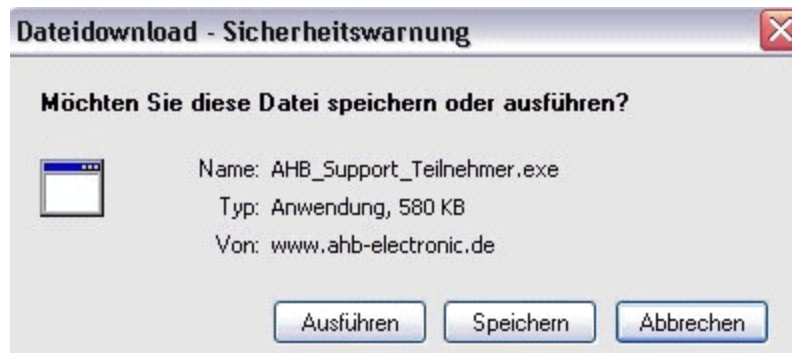 Dateidownload - Sicherheitswarnung
Möchten Sie diese Datei speichern oder ausführen?
Name: AHB_Support_Teilnehmer.exe
Typ: Anwendung, 580 KB
Von: www.ahb-electronic.de
Ausführen Speichern Abbrechen